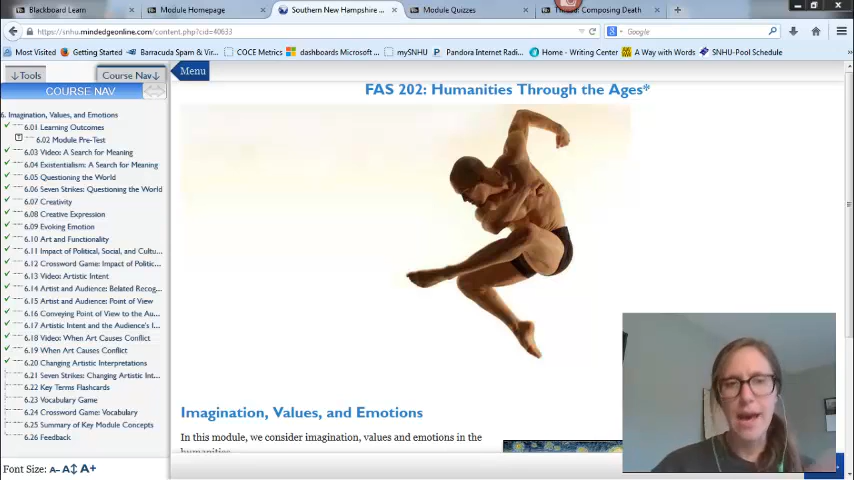 Blackboard Learn
Module Homepage
Southern New Hampshire ...
Module Quizzes
Composing Death
https://snhu.mindedgeonline.com/content.php?cid=40633
Google
Most Visited
Getting Started
Barracuda Spam & Vir...
COCE Metrics
dashboards Microsoft ...
mySNHU
Pandora Internet Radi...
Home - Writing Center
A Way with Words
SNHU-Pool Schedule
↓Tools
Course Nav↓
Menu
COURSE NAV
FAS 202: Humanities Through the Ages*
6. Imagination, Values, and Emotions
6.01 Learning Outcomes
6.02 Module Pre-Test
6.03 Video: A Search for Meaning
6.04 Existentialism: A Search for Meaning
6.05 Questioning the World
6.06 Seven Strikes: Questioning the World
6.07 Creativity
6.08 Creative Expression
6.09 Evoking Emotion
6.10 Art and Functionality
6.11 Impact of Political, Social, and Cultu...
6.12 Crossword Game: Impact of Politic...
6.13 Video: Artistic Intent
6.14 Artist and Audience: Belated Recog...
6.15 Artist and Audience: Point of View
6.16 Conveying Point of View to the Au...
6.17 Artistic Intent and the Audience's I...
6.18 Video: When Art Causes Conflict
6.19 When Art Causes Conflict
6.20 Changing Artistic Interpretations
6.21 Seven Strikes: Changing Artistic Int...
6.22 Key Terms Flashcards
6.23 Vocabulary Game
6.24 Crossword Game: Vocabulary
6.25 Summary of Key Module Concepts
6.26 Feedback
Font Size: A- A↕ A+
Imagination, Values, and Emotions
In this module, we consider imagination, values and emotions in the
humanities.